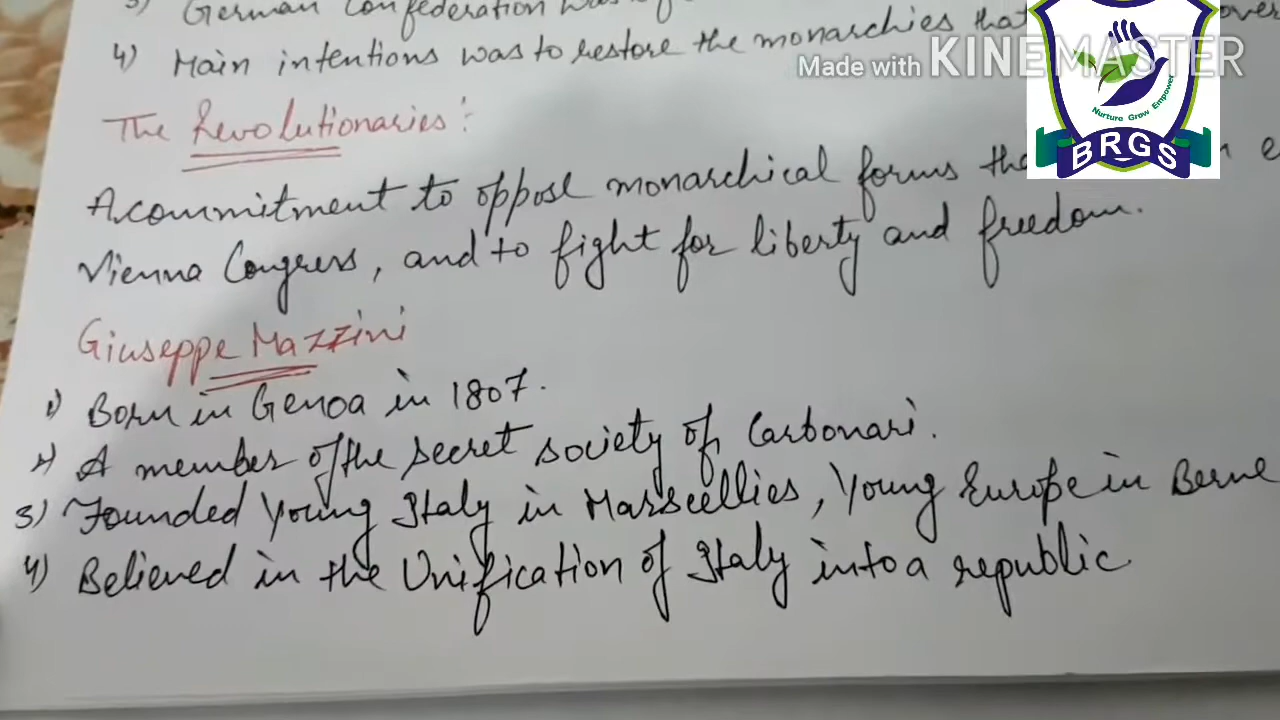 3) German Confederation was
4) Main intentions was to restore the monarchies that over
Made with KINEMASTER
Nurture Grow Empower
BRGS
The Revolutionaries:
A commitment to oppose monarchical forms
Vienna Congress, and to fight for liberty and freedom.
Giuseppe Mazzini
1) Born in Genoa in 1807.
2) A member of the secret society of Carbonari.
3) Founded Young Italy in Marseellies, Young Europe in Berne
4) Believed in the Unification of Italy into a republic